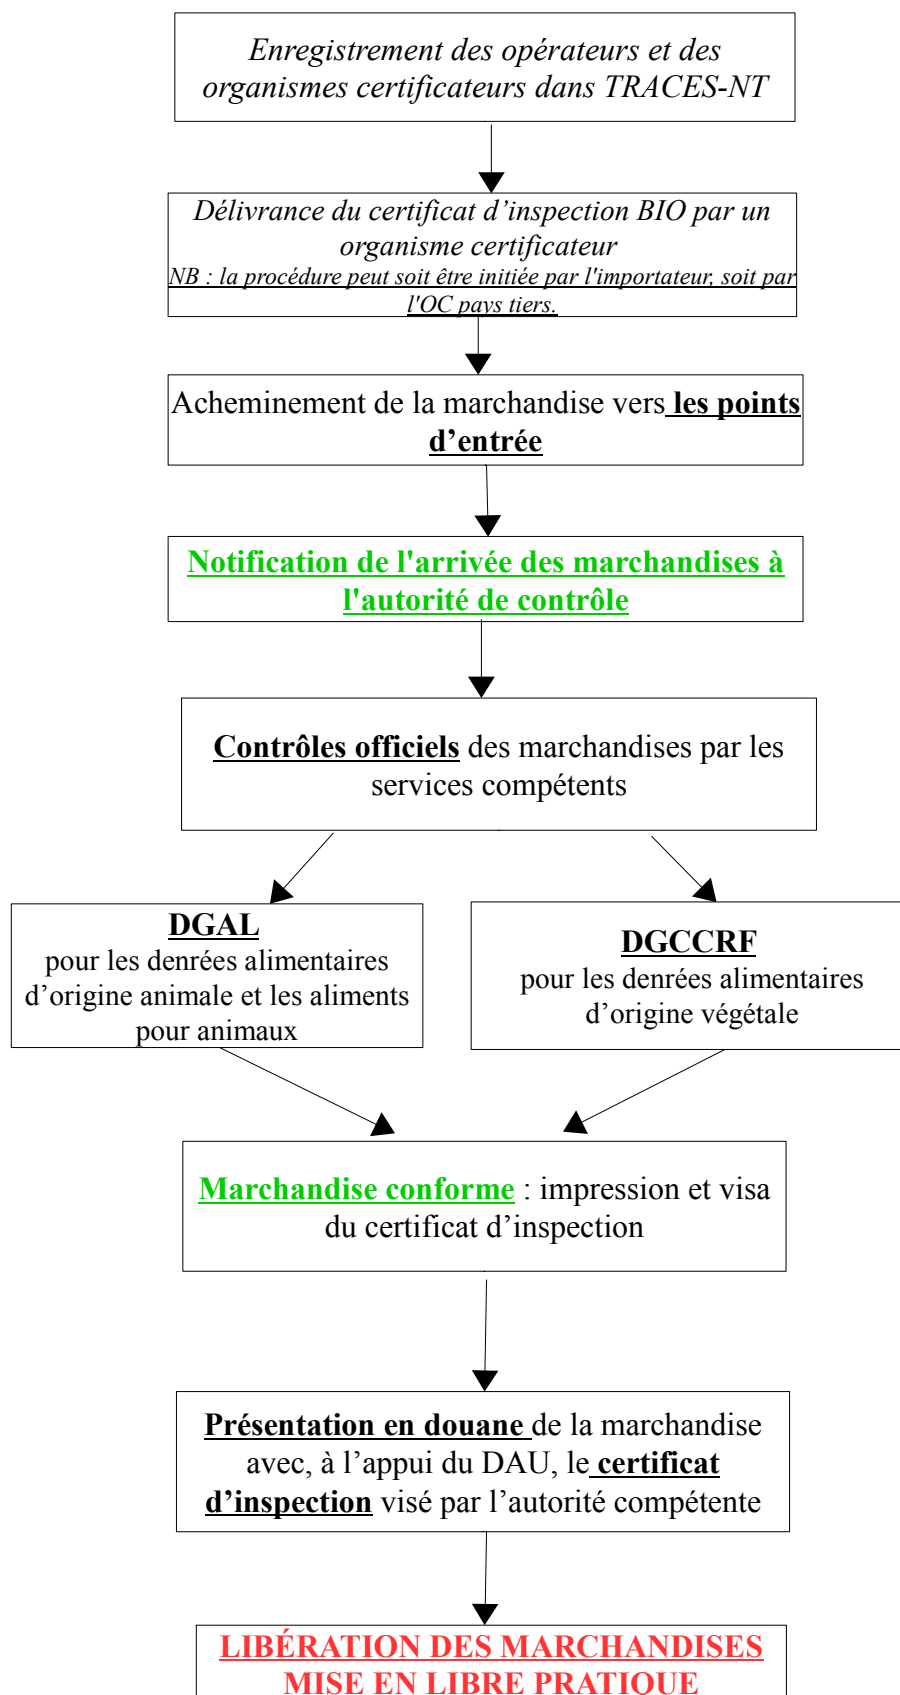 Enregistrement des opérateurs et des
organismes certificateurs dans TRACES-NT
Délivrance du certificat d’inspection BIO par un
organisme certificateur
NB : la procédure peut soit être initiée par l'importateur, soit par
l'OC pays tiers.
Acheminement de la marchandise vers les points
d’entrée
Notification de l'arrivée des marchandises à
l'autorité de contrôle
Contrôles officiels des marchandises par les
services compétents
DGAL
pour les denrées alimentaires
d’origine animale et les aliments
pour animaux
DGCCRF
pour les denrées alimentaires
d’origine végétale
Marchandise conforme : impression et visa
du certificat d’inspection
Présentation en douane de la marchandise
avec, à l’appui du DAU, le certificat
d’inspection visé par l’autorité compétente
LIBÉRATION DES MARCHANDISES
MISE EN LIBRE PRATIQUE